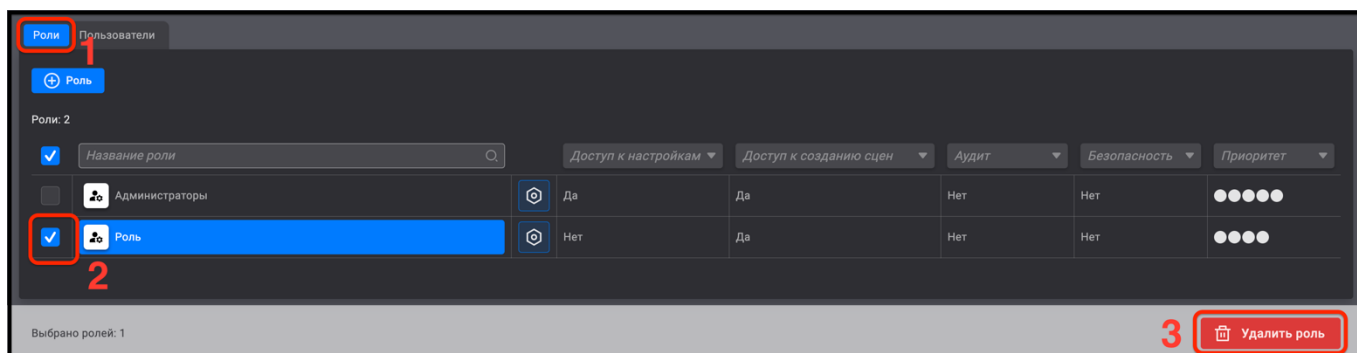 Роли Пользователи
1
Роль
Роли: 2
Название роли Доступ к настройкам Доступ к созданию сцен Аудит Безопасность Приоритет
Администраторы Да Да Нет Нет
Роль Нет Да Нет Нет
2
Выбрано ролей: 1 3 Удалить роль